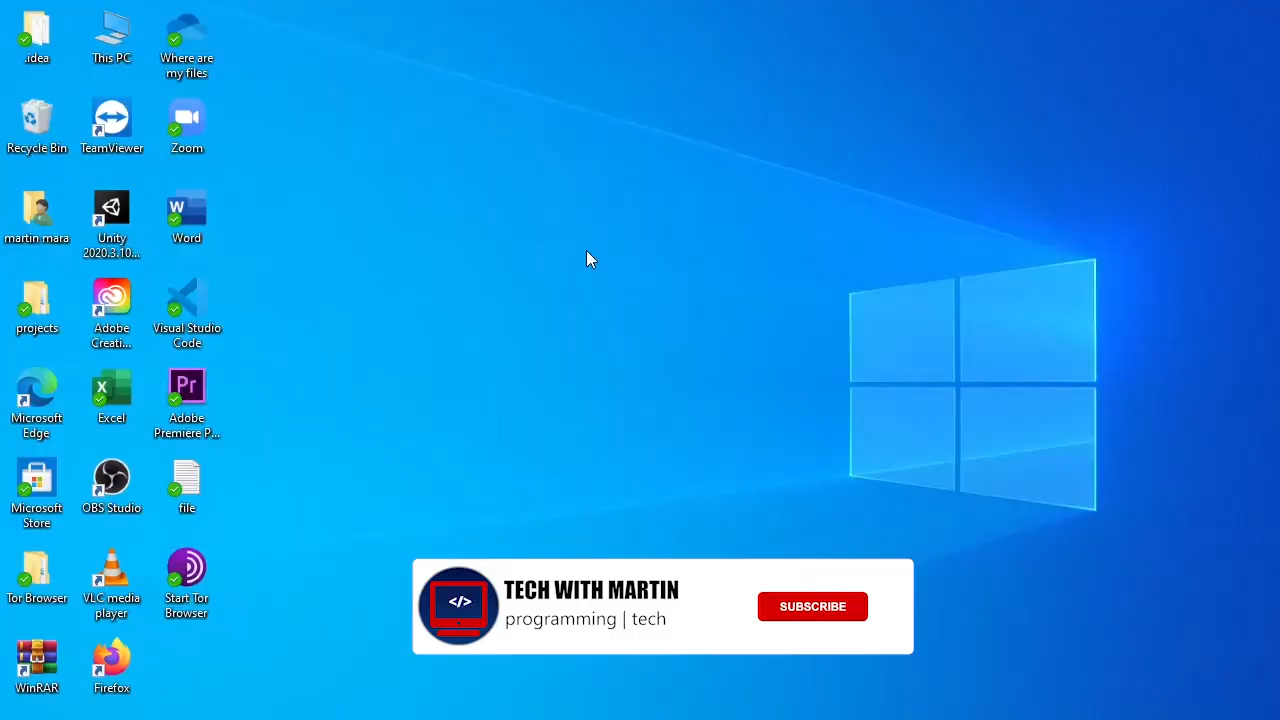 .idea
This PC
Where are
my files
Recycle Bin
TeamViewer
Zoom
martin mara
Unity
2020.3.10...
W
Word
projects
Adobe
Creati...
Visual Studio
Code
Microsoft
Edge
X
Excel
Pr
Adobe
Premiere P...
Microsoft
Store
OBS Studio
file
Tor Browser
VLC media
player
Start Tor
Browser
WinRAR
Firefox
</>
TECH WITH MARTIN
programming | tech
SUBSCRIBE